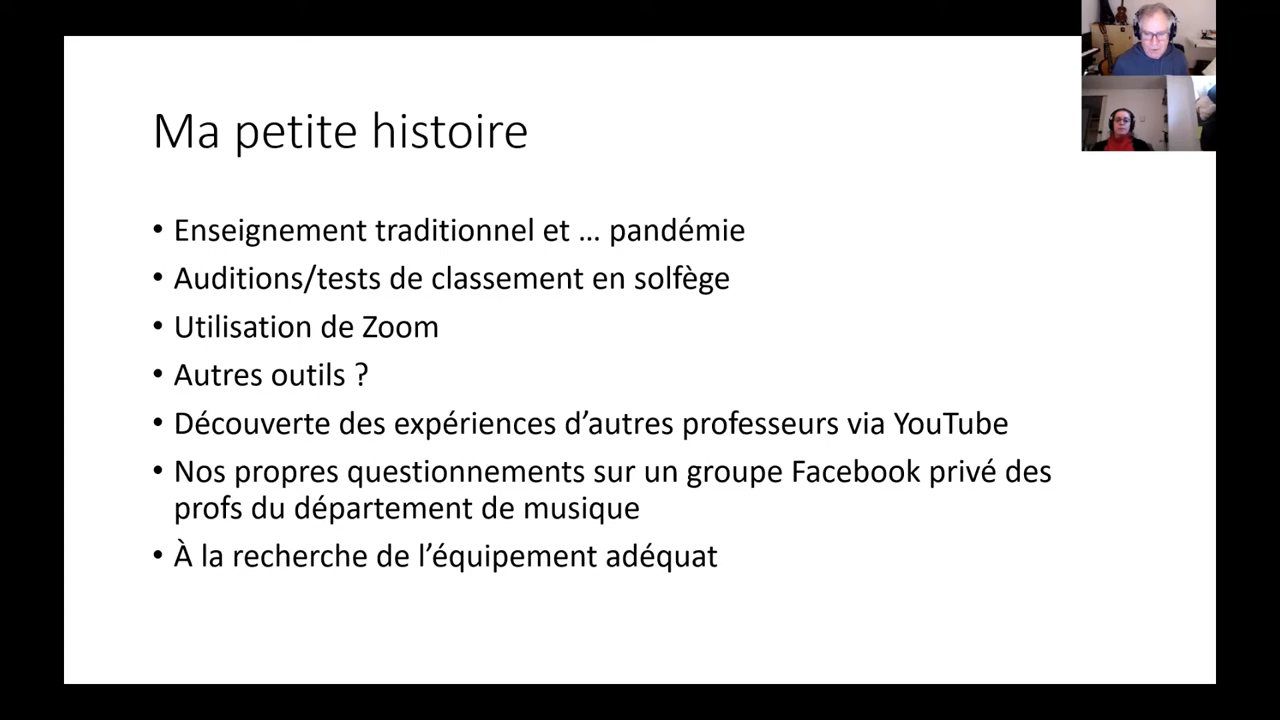 Ma petite histoire
• Enseignement traditionnel et … pandémie
• Auditions/tests de classement en solfège
• Utilisation de Zoom
• Autres outils ?
• Découverte des expériences d’autres professeurs via YouTube
• Nos propres questionnements sur un groupe Facebook privé des
profs du département de musique
• À la recherche de l’équipement adéquat